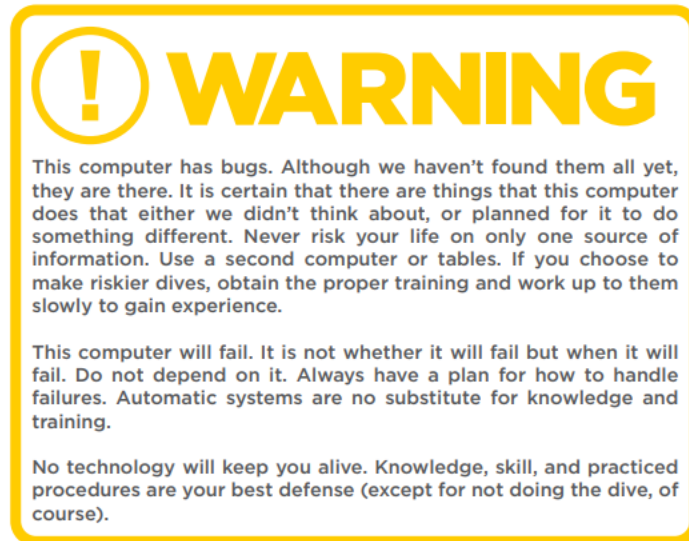 ! WARNING
This computer has bugs. Although we haven’t found them all yet,
they are there. It is certain that there are things that this computer
does that either we didn’t think about, or planned for it to do
something different. Never risk your life on only one source of
information. Use a second computer or tables. If you choose to
make riskier dives, obtain the proper training and work up to them
slowly to gain experience.
This computer will fail. It is not whether it will fail but when it will
fail. Do not depend on it. Always have a plan for how to handle
failures. Automatic systems are no substitute for knowledge and
training.
No technology will keep you alive. Knowledge, skill, and practiced
procedures are your best defense (except for not doing the dive, of
course).